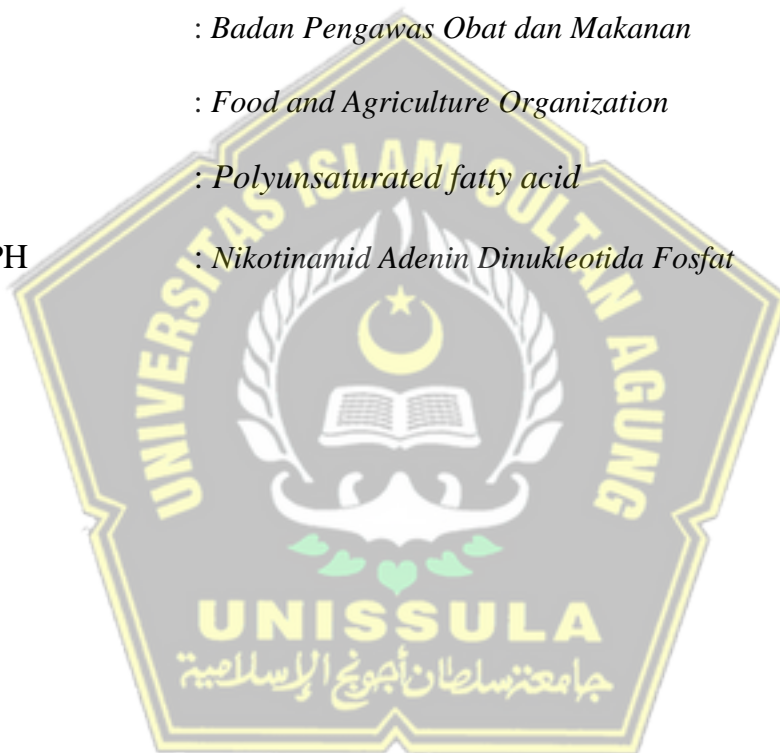 : Badan Pengawas Obat dan Makanan
: Food and Agriculture Organization
: Polyunsaturated fatty acid
PH : Nikotinamid Adenin Dinukleotida Fosfat
UNIVERSITAS ISLAM SULTAN AGUNG
UNISSULA
جامعة سلطان أجونج الإسلامية